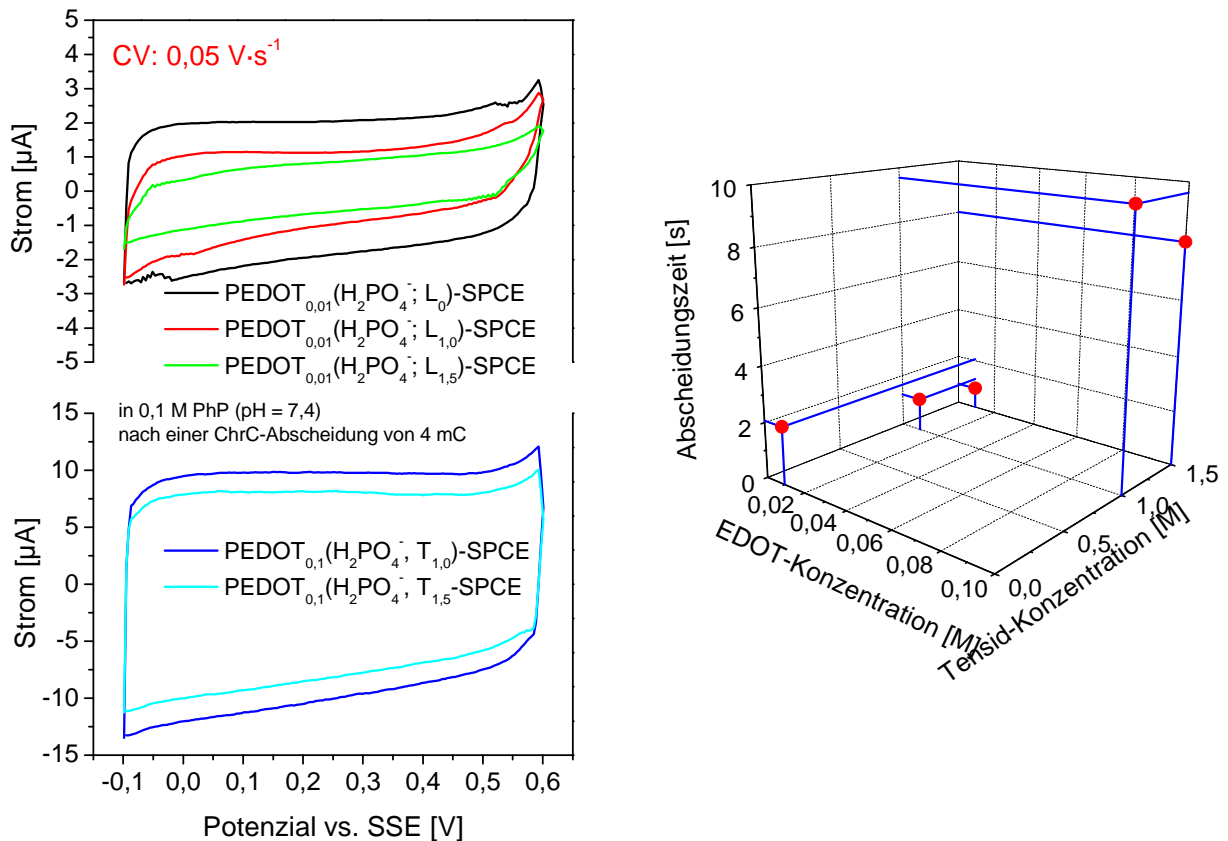 CV: 0,05 V·s⁻¹
5
4
3
2
1
0
-1
-2
-3
-4
-5
Strom [µA]
PEDOT₀,₀₁(H₂PO₄⁻; L₀)-SPCE
PEDOT₀,₀₁(H₂PO₄⁻; L₁,₀)-SPCE
PEDOT₀,₀₁(H₂PO₄⁻; L₁,₅)-SPCE
in 0,1 M PhP (pH = 7,4)
nach einer ChrC-Abscheidung von 4 mC
15
10
5
0
-5
-10
-15
Strom [µA]
PEDOT₀,₁(H₂PO₄⁻, T₁,₀)-SPCE
PEDOT₀,₁(H₂PO₄⁻, T₁,₅-SPCE
-0,1 0,0 0,1 0,2 0,3 0,4 0,5 0,6
Potenzial vs. SSE [V]
10
8
6
4
2
0
Abscheidungszeit [s]
0,02 0,04 0,06 0,08 0,10
EDOT-Konzentration [M]
0,0 0,5 1,0 1,5
Tensid-Konzentration [M]